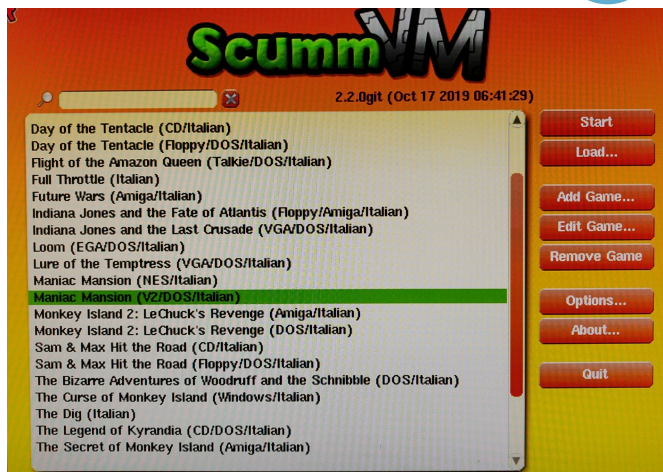 ScummVM
2.2.0git (Oct 17 2019 06:41:29)
Day of the Tentacle (CD/Italian)
Day of the Tentacle (Floppy/DOS/Italian)
Flight of the Amazon Queen (Talkie/DOS/Italian)
Full Throttle (Italian)
Future Wars (Amiga/Italian)
Indiana Jones and the Fate of Atlantis (Floppy/Amiga/Italian)
Indiana Jones and the Last Crusade (VGA/DOS/Italian)
Loom (EGA/DOS/Italian)
Lure of the Temptress (VGA/DOS/Italian)
Maniac Mansion (NES/Italian)
Maniac Mansion (V2/DOS/Italian)
Monkey Island 2: LeChuck's Revenge (Amiga/Italian)
Monkey Island 2: LeChuck's Revenge (DOS/Italian)
Sam & Max Hit the Road (CD/Italian)
Sam & Max Hit the Road (Floppy/DOS/Italian)
The Bizarre Adventures of Woodruff and the Schnibble (DOS/Italian)
The Curse of Monkey Island (Windows/Italian)
The Dig (Italian)
The Legend of Kyrandia (CD/DOS/Italian)
The Secret of Monkey Island (Amiga/Italian)
Start
Load...
Add Game...
Edit Game...
Remove Game
Options...
About...
Quit